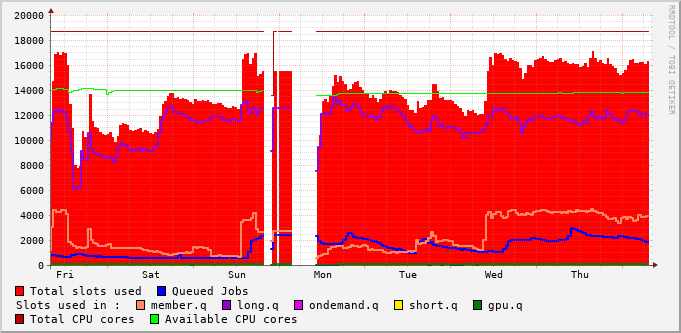 20000
18000
16000
14000
12000
10000
8000
6000
4000
2000
0
Fri Sat Sun Mon Tue Wed Thu
RRDTOOL / TOBI OETIKER
Total slots used Queued Jobs
Slots used in : member.q long.q ondemand.q short.q gpu.q
Total CPU cores Available CPU cores